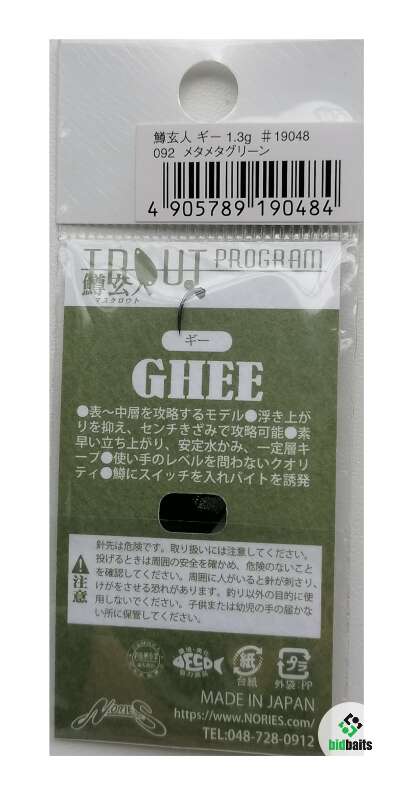 鱒玄人 ギー 1.3g #19048
092 メタメタグリーン
4 905789 190484
TROUT PROGRAM
鱒玄人
マスクロウト
ギー
GHEE
●表〜中層を攻略するモデル●浮き上が
りを抑え、センチきざみで攻略可能●素
早い立ち上がり、安定水かみ、一定層キ
ープ●使い手のレベルを問わないクオリ
ティ●鱒にスイッチを入れバイトを誘発
注意
針先は危険です。取り扱いには注意してください。
投げるときは周囲の安全を確かめ、危険のないこと
を確認してください。周囲に人がいると針が刺さり、
けがをさせる恐れがあります。釣り以外の目的に使
用しないでください。子供または幼児の手の届かな
い所に保管してください。
ECO
紙
台紙
プラ
外袋:PP
MADE IN JAPAN
NORIES
https://www.NORIES.com/
TEL:048-728-0912
bidbaits